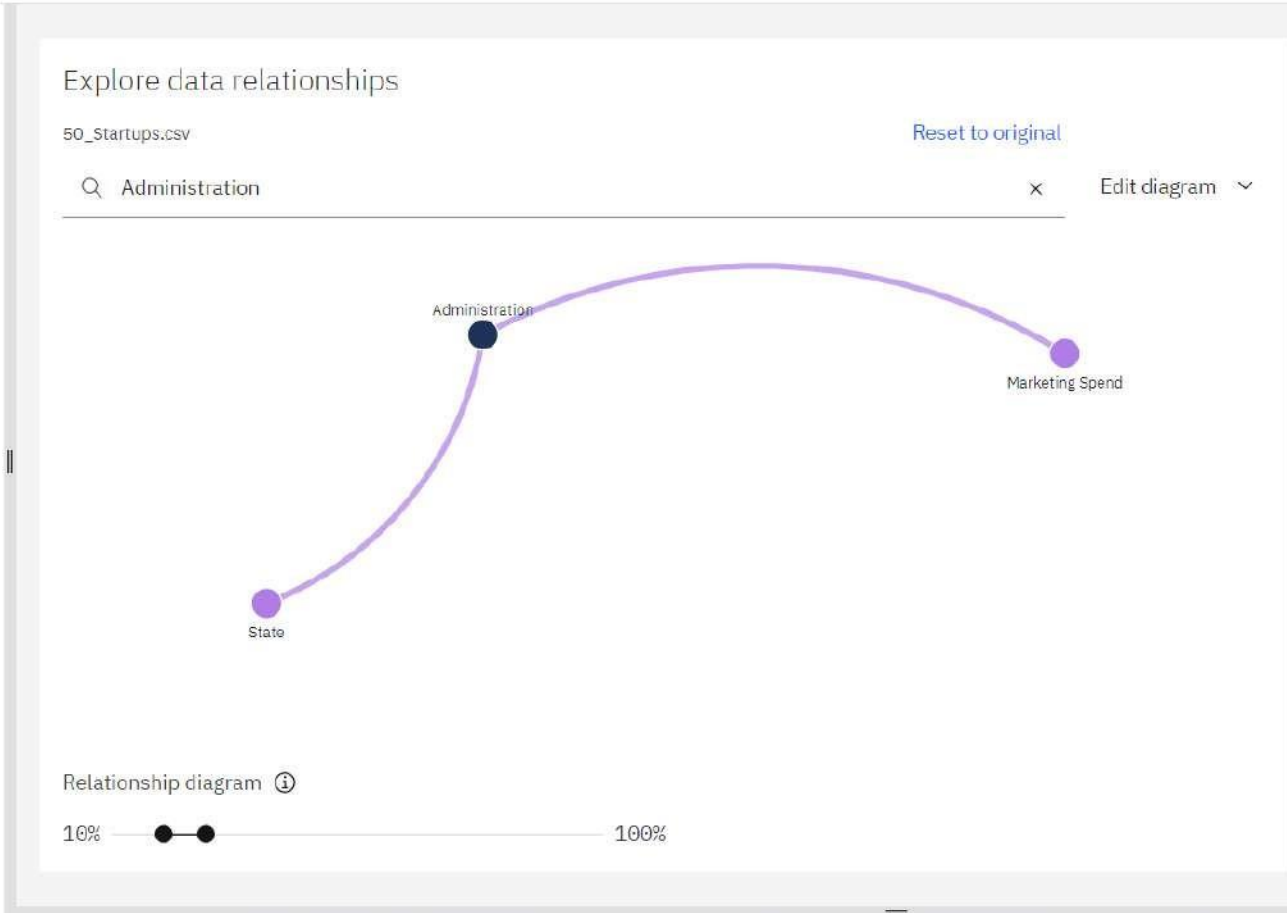 Explore data relationships
50_Startups.csv
Reset to original
Administration
Edit diagram
Administration
Marketing Spend
State
Relationship diagram
10%
100%